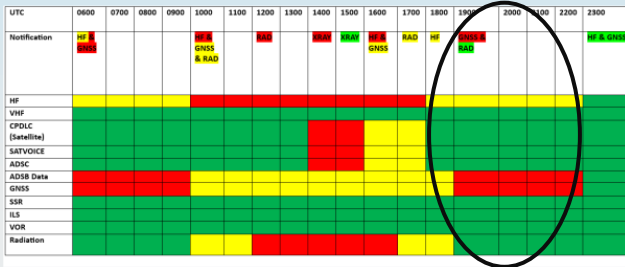 UTC 0600 0700 0800 0900 1000 1100 1200 1300 1400 1500 1600 1700 1800 1900 2000 2100 2200 2300
Notification HF & GNSS HF & GNSS & RAD RAD XRAY XRAY HF & GNSS RAD HF GNSS & RAD HF & GNSS
HF
VHF
CPDLC
(Satellite)
SATVOICE
ADSC
ADSB Data
GNSS
SSR
ILS
VOR
Radiation